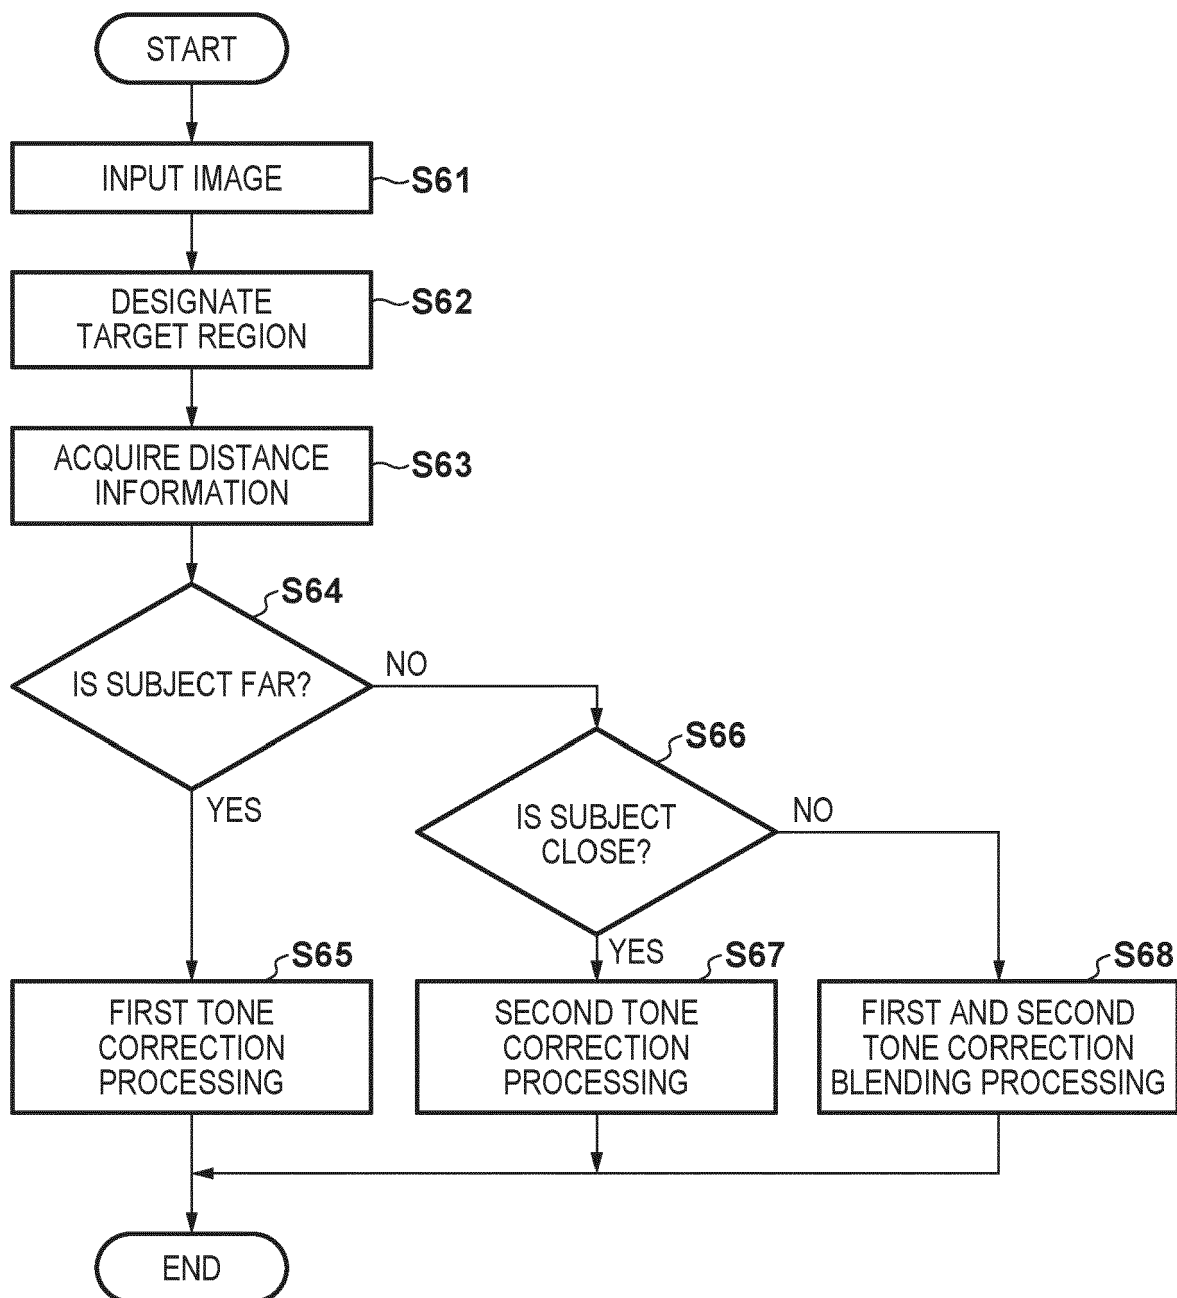 START
INPUT IMAGE
S61
DESIGNATE
TARGET REGION
S62
ACQUIRE DISTANCE
INFORMATION
S63
S64
IS SUBJECT FAR?
NO
YES
S66
IS SUBJECT
CLOSE?
NO
YES
S65
FIRST TONE
CORRECTION
PROCESSING
S67
SECOND TONE
CORRECTION
PROCESSING
S68
FIRST AND SECOND
TONE CORRECTION
BLENDING PROCESSING
END